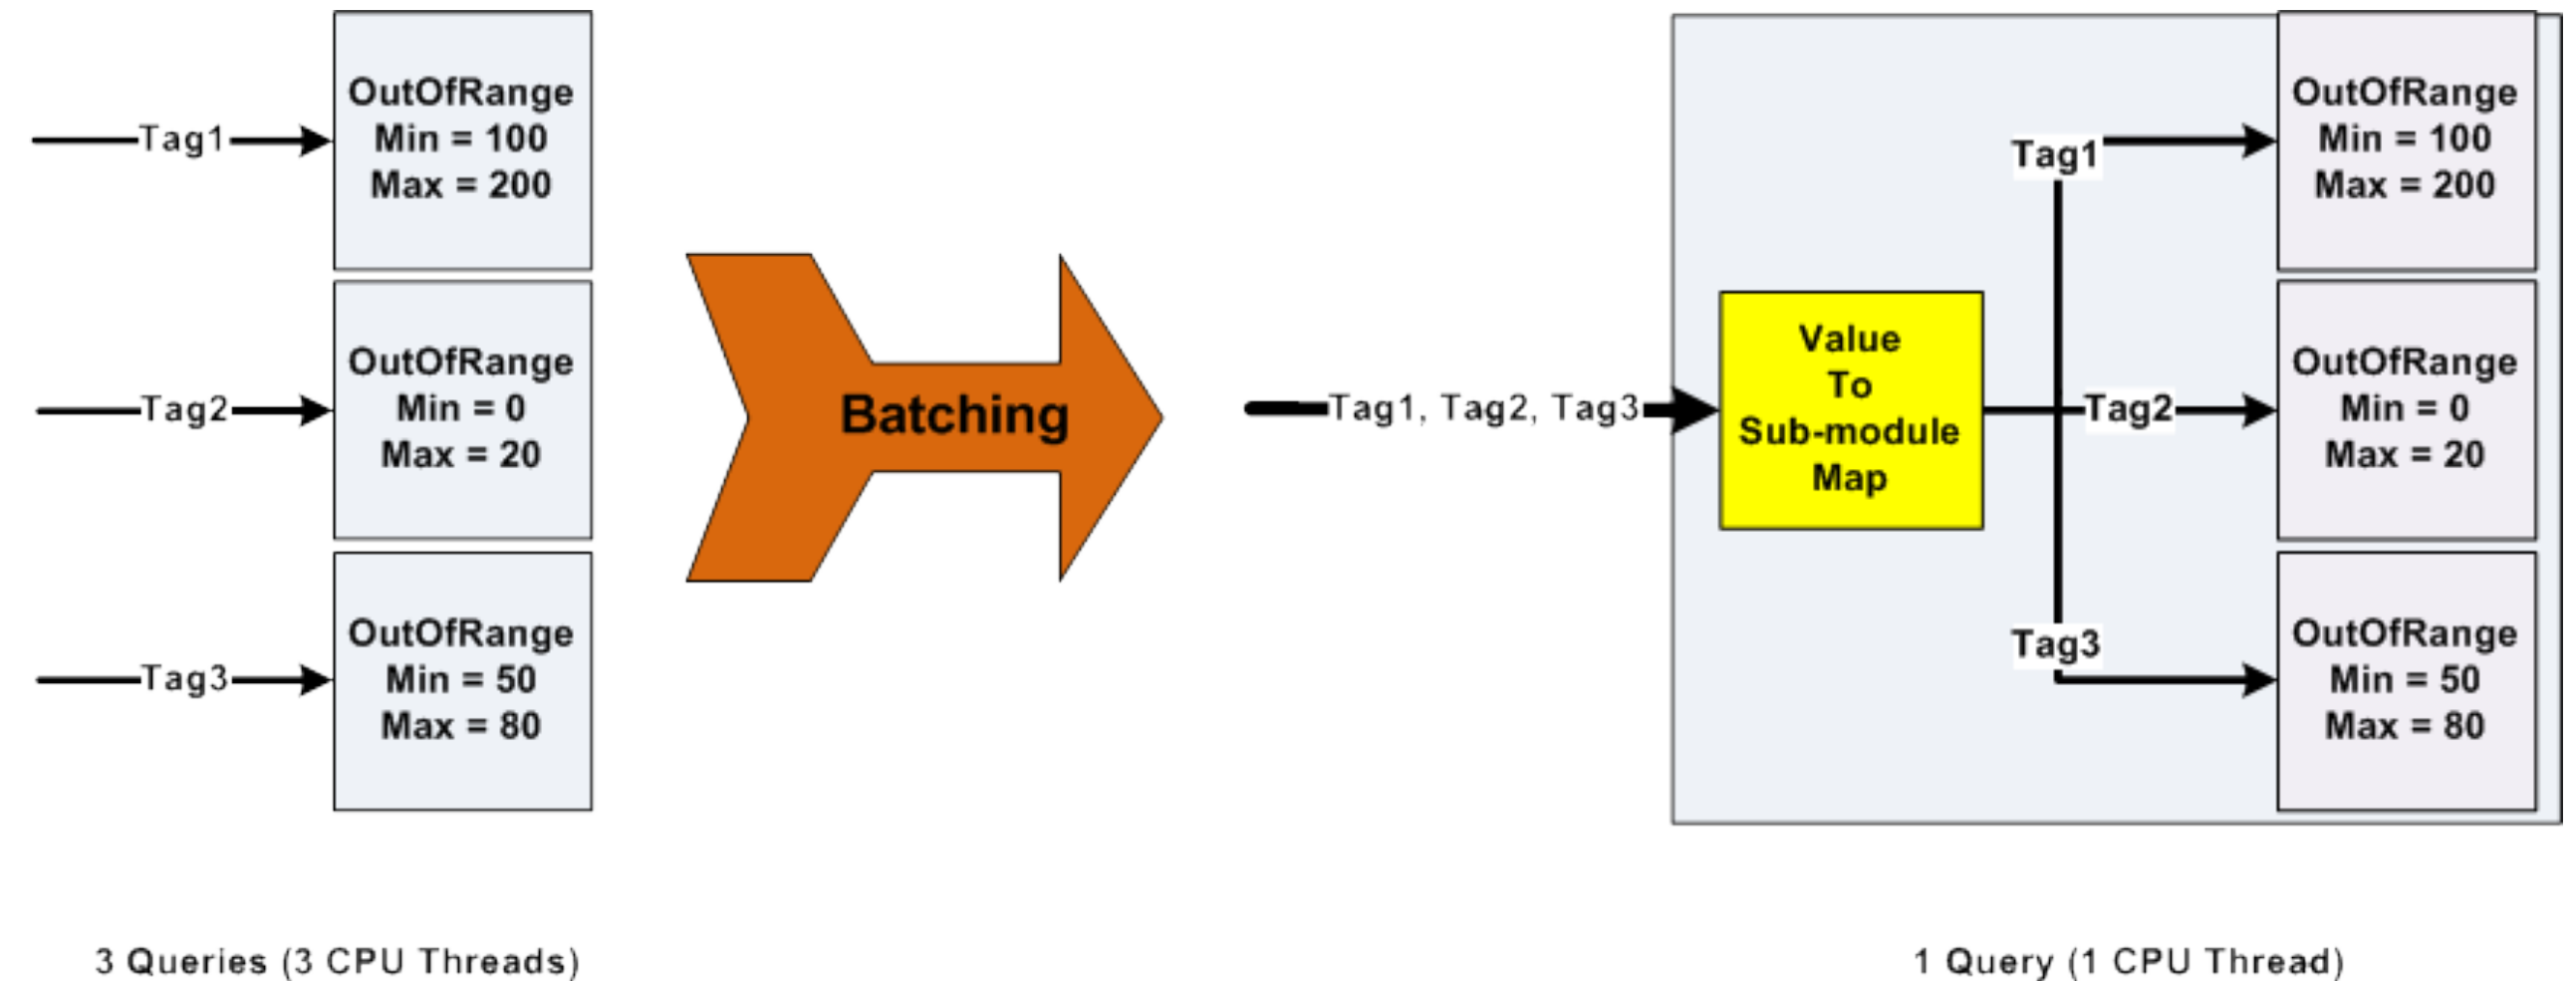 Tag1
OutOfRange
Min = 100
Max = 200
Tag2
OutOfRange
Min = 0
Max = 20
Tag3
OutOfRange
Min = 50
Max = 80
3 Queries (3 CPU Threads)
Batching
Tag1, Tag2, Tag3
Value
To
Sub-module
Map
Tag1
OutOfRange
Min = 100
Max = 200
Tag2
OutOfRange
Min = 0
Max = 20
Tag3
OutOfRange
Min = 50
Max = 80
1 Query (1 CPU Thread)